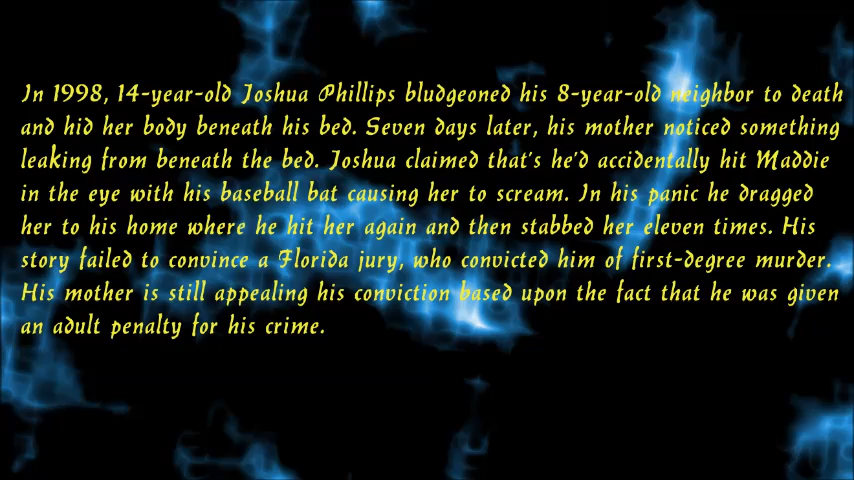 In 1998, 14-year-old Joshua Phillips bludgeoned his 8-year-old neighbor to death
and hid her body beneath his bed. Seven days later, his mother noticed something
leaking from beneath the bed. Joshua claimed that's he'd accidentally hit Maddie
in the eye with his baseball bat causing her to scream. In his panic he dragged
her to his home where he hit her again and then stabbed her eleven times. His
story failed to convince a Florida jury, who convicted him of first-degree murder.
His mother is still appealing his conviction based upon the fact that he was given
an adult penalty for his crime.